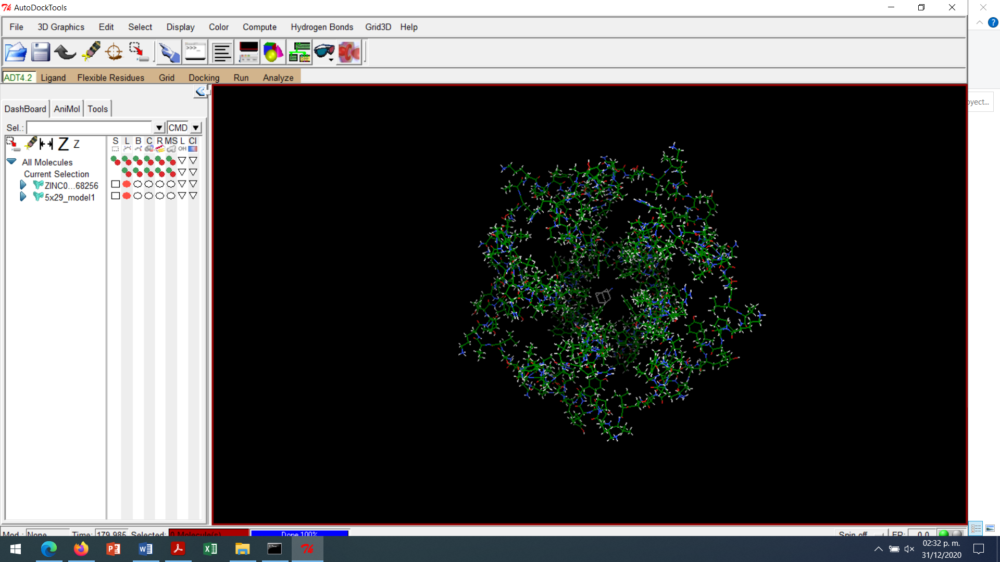 AutoDockTools
File 3D Graphics Edit Select Display Color Compute Hydrogen Bonds Grid3D Help
ADT4.2 Ligand Flexible Residues Grid Docking Run Analyze
DashBoard AniMol Tools
oyect...
Sel.: CMD
Z Z S L B C R MS L Cl
OH
All Molecules
Current Selection
ZINC0...68256
5x29_model1
Mod.: None Time: 179.985 Selected: 0 Molecule(s) Done 100% Spin off FR: 0.0
02:32 p. m.
31/12/2020